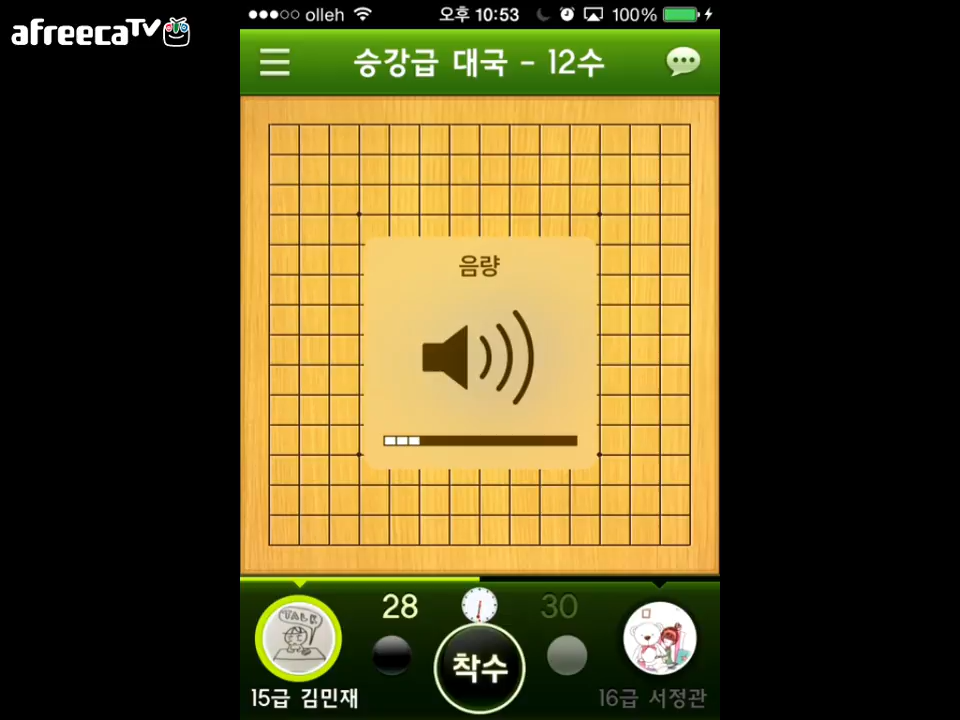 afreecaTV
olleh 오후 10:53 100%
승강급 대국 - 12수
음량
28 30
TALK
착수
15급 김민재 16급 서정관